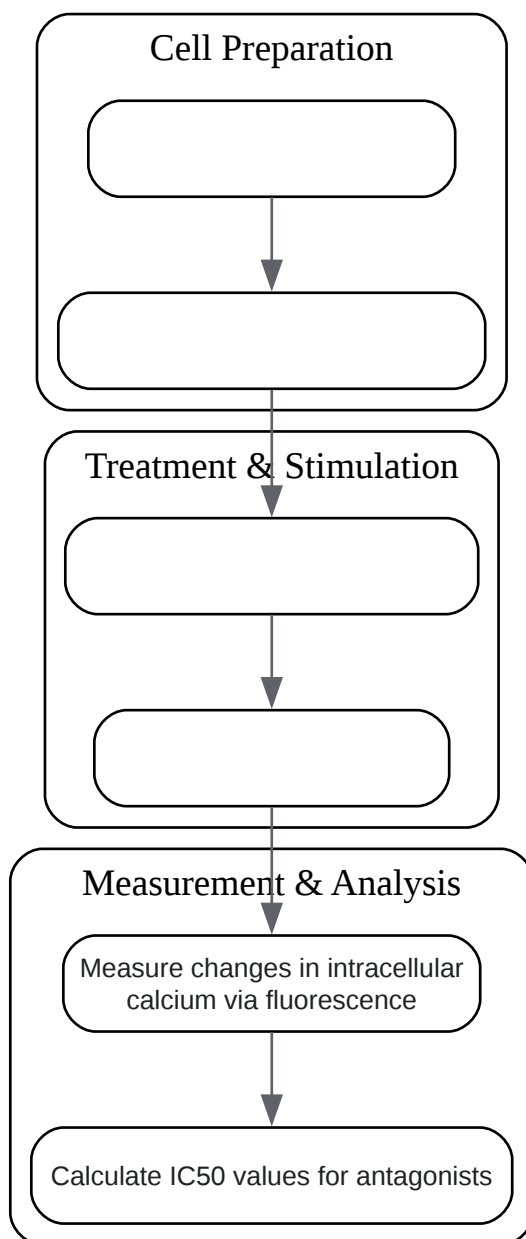 Cell Preparation
Treatment & Stimulation
Measurement & Analysis
Measure changes in intracellular
calcium via fluorescence
Calculate IC50 values for antagonists